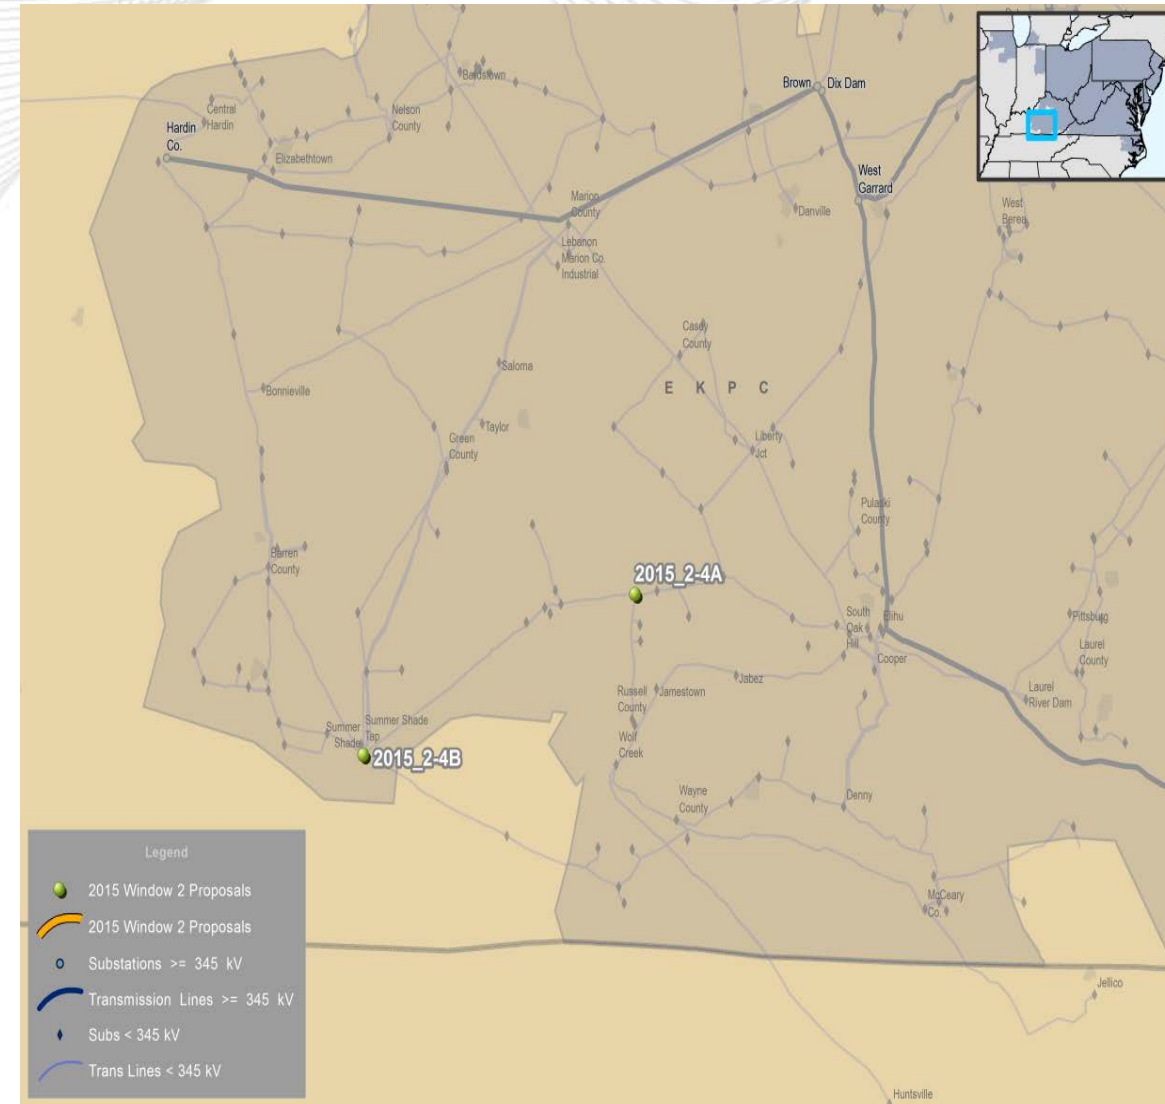 Bardstown
Brown
Dix Dam
Central
Hardin
Nelson
County
Hardin
Co.
Elizabethtown
West
Garrard
Marion
County
Danville
West
Berea
Lebanon
Marion Co.
Industrial
Casey
County
Saloma
E K P C
Bonnieville
Taylor
Green
County
Liberty
Jct
Pulaski
County
Barren
County
2015_2-4A
South
Oak
Hill
Elihu
Pittsburg
Cooper
Laurel
County
Jabez
Russell
County
Jamestown
Laurel
River Dam
Summer
Shade
Summer Shade
Tap
Wolf
Creek
2015_2-4B
Wayne
County
Denny
McCeary
Co.
Jellico
Huntsville
Legend
2015 Window 2 Proposals
2015 Window 2 Proposals
Substations >= 345 kV
Transmission Lines >= 345 kV
Subs < 345 kV
Trans Lines < 345 kV